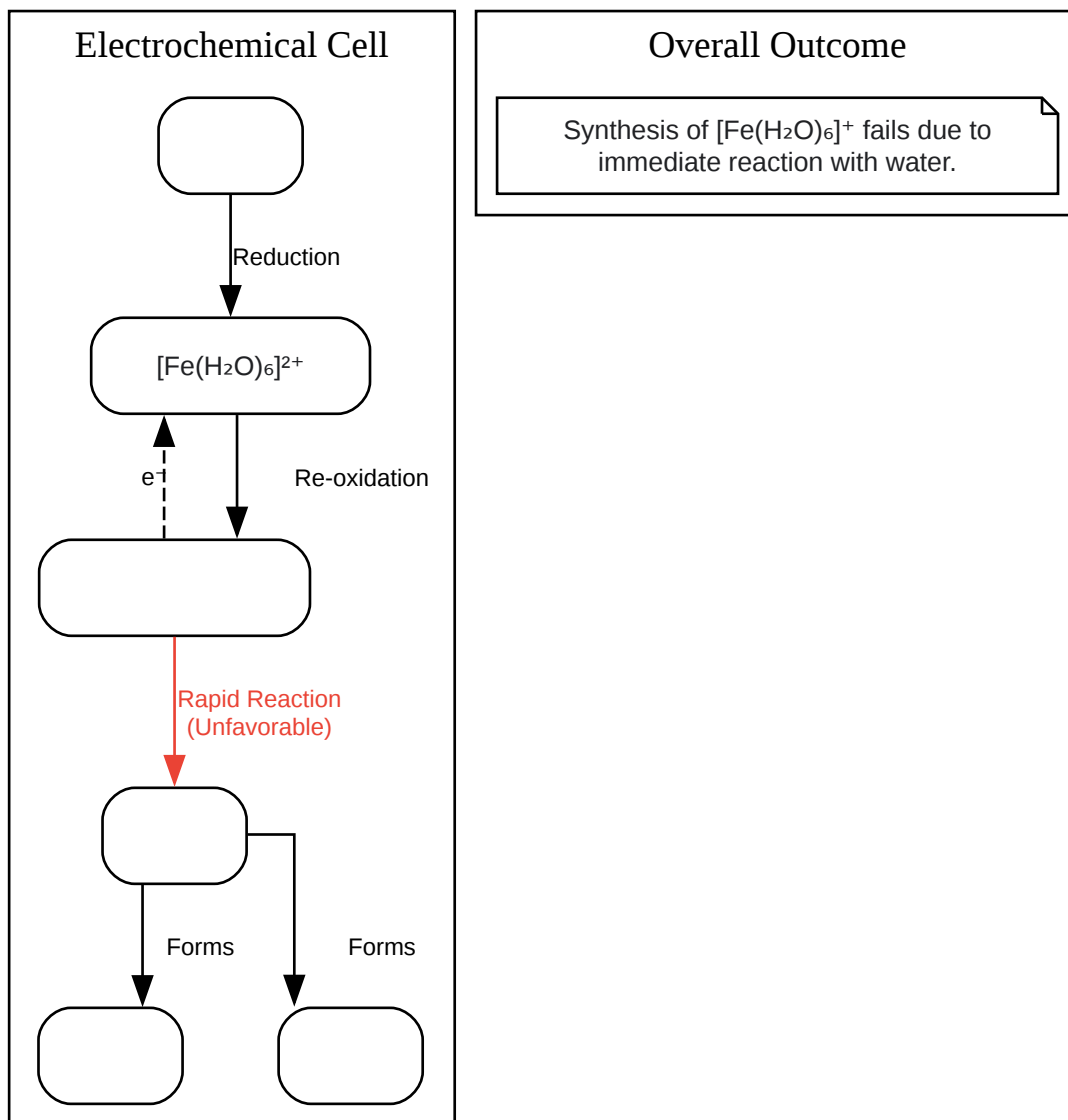 Electrochemical Cell
Reduction
[Fe(H₂O)₆]²⁺
e⁻
Re-oxidation
Rapid Reaction
(Unfavorable)
Forms
Forms
Overall Outcome
Synthesis of [Fe(H₂O)₆]⁺ fails due to
immediate reaction with water.